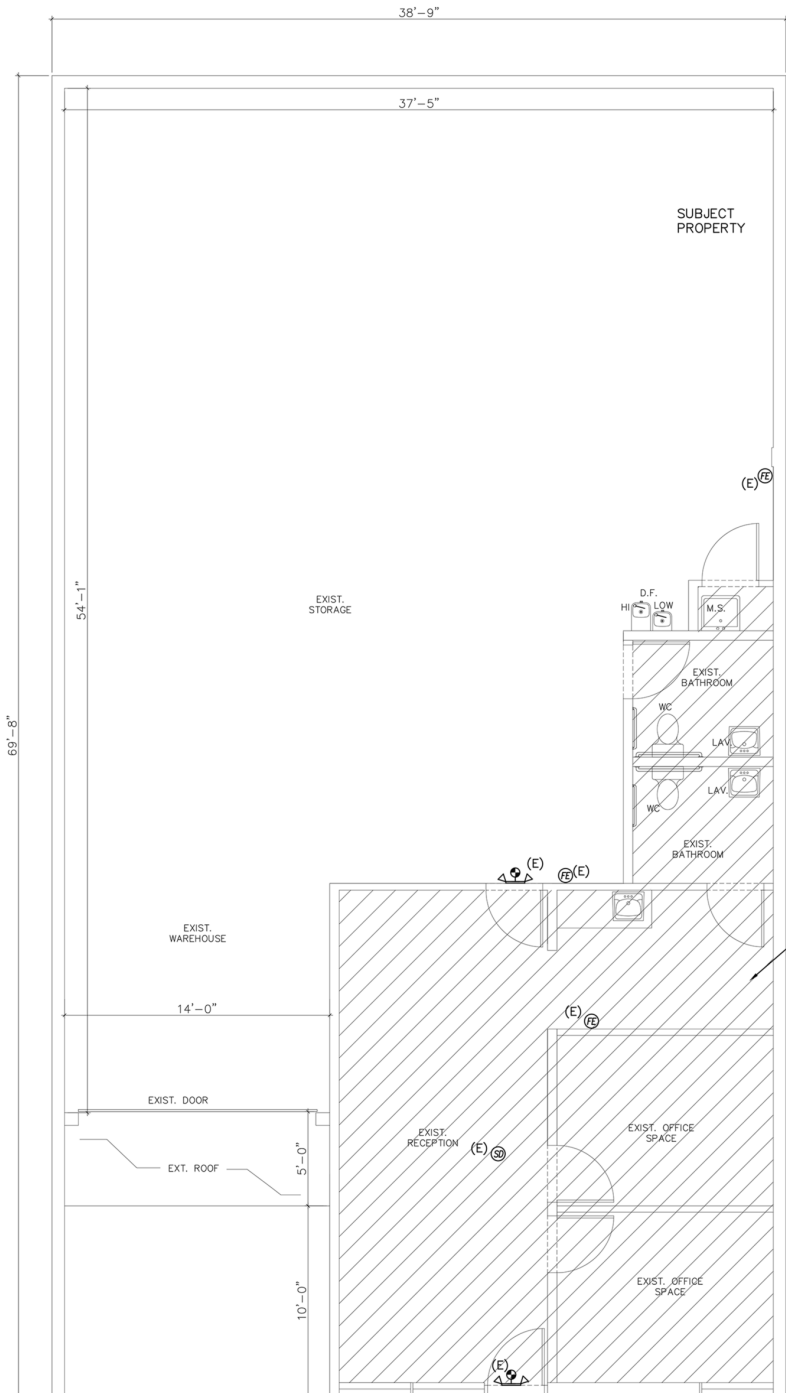 38'-9"
37'-5"
SUBJECT
PROPERTY
(E) FE
54'-1"
EXIST.
STORAGE
D.F.
HI
LOW
M.S.
EXIST.
BATHROOM
WC
LAV.
69'-8"
LAV.
WC
EXIST.
BATHROOM
(E)
FE (E)
EXIST.
WAREHOUSE
14'-0"
(E) FE
EXIST. DOOR
EXIST.
RECEPTION
EXIST. OFFICE
SPACE
(E) SD
5'-0"
EXT. ROOF
10'-0"
EXIST. OFFICE
SPACE
(E)